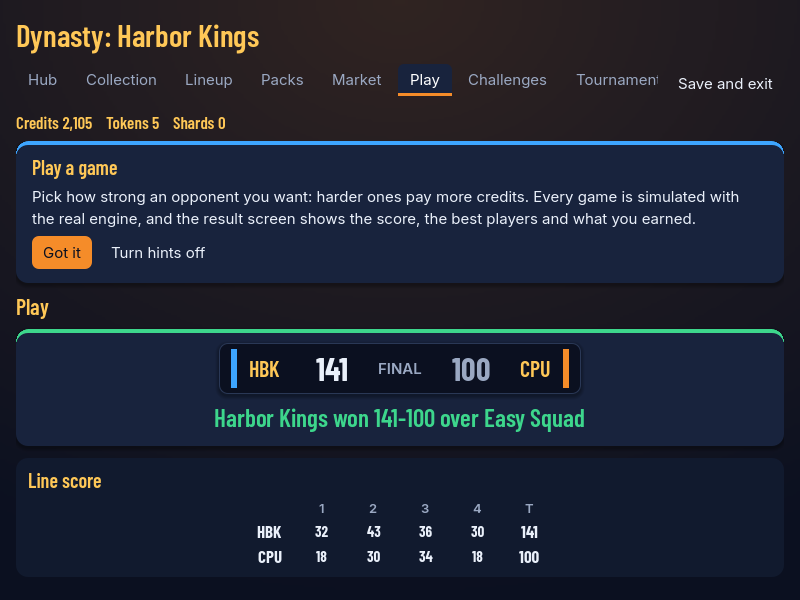 Dynasty: Harbor Kings
Hub Collection Lineup Packs Market Play Challenges Tournament Save and exit
Credits 2,105 Tokens 5 Shards 0
Play a game
Pick how strong an opponent you want: harder ones pay more credits. Every game is simulated with
the real engine, and the result screen shows the score, the best players and what you earned.
Got it Turn hints off
Play
HBK 141 FINAL 100 CPU
Harbor Kings won 141-100 over Easy Squad
Line score
1 2 3 4 T
HBK 32 43 36 30 141
CPU 18 30 34 18 100